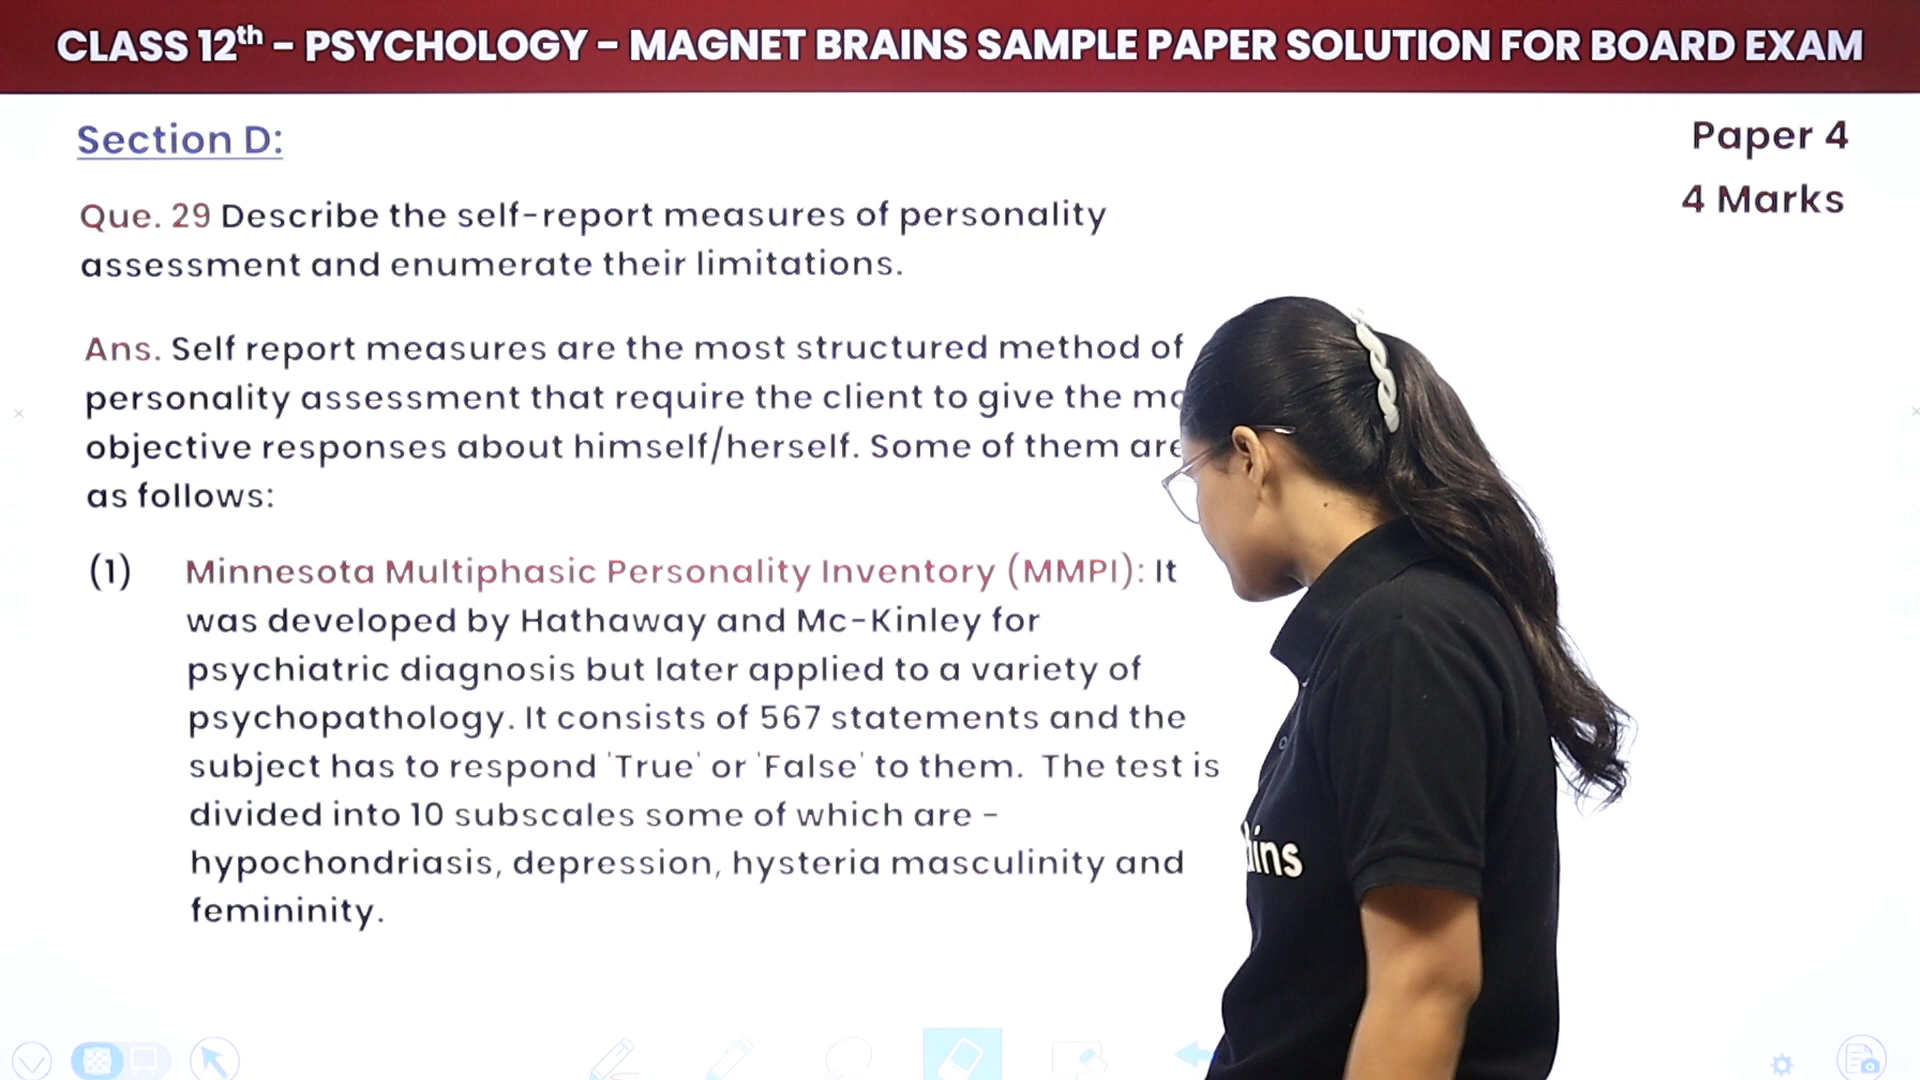 CLASS 12th – PSYCHOLOGY – MAGNET BRAINS SAMPLE PAPER SOLUTION FOR BOARD EXAM
Section D:
Paper 4
4 Marks
Que. 29 Describe the self-report measures of personality
assessment and enumerate their limitations.
Ans. Self report measures are the most structured method of
personality assessment that require the client to give the
objective responses about himself/herself. Some of them are
as follows:
(1) Minnesota Multiphasic Personality Inventory (MMPI): It
was developed by Hathaway and Mc-Kinley for
psychiatric diagnosis but later applied to a variety of
psychopathology. It consists of 567 statements and the
subject has to respond 'True' or 'False' to them. The test is
divided into 10 subscales some of which are –
hypochondriasis, depression, hysteria masculinity and
femininity.